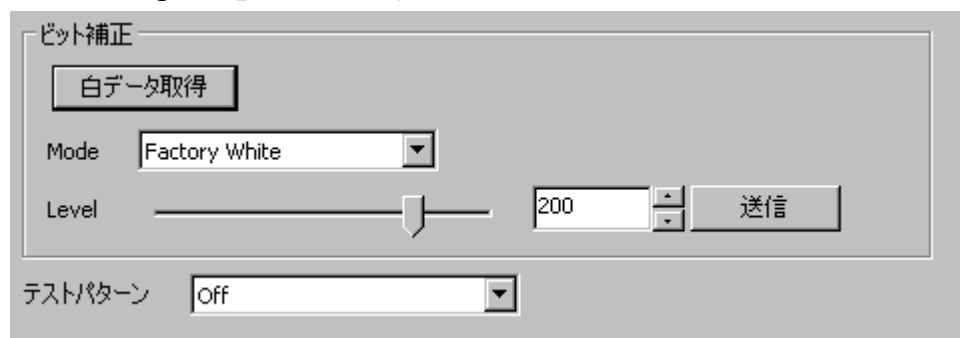 ビット補正
白データ取得
Mode Factory White
Level 200 送信
テストパターン Off